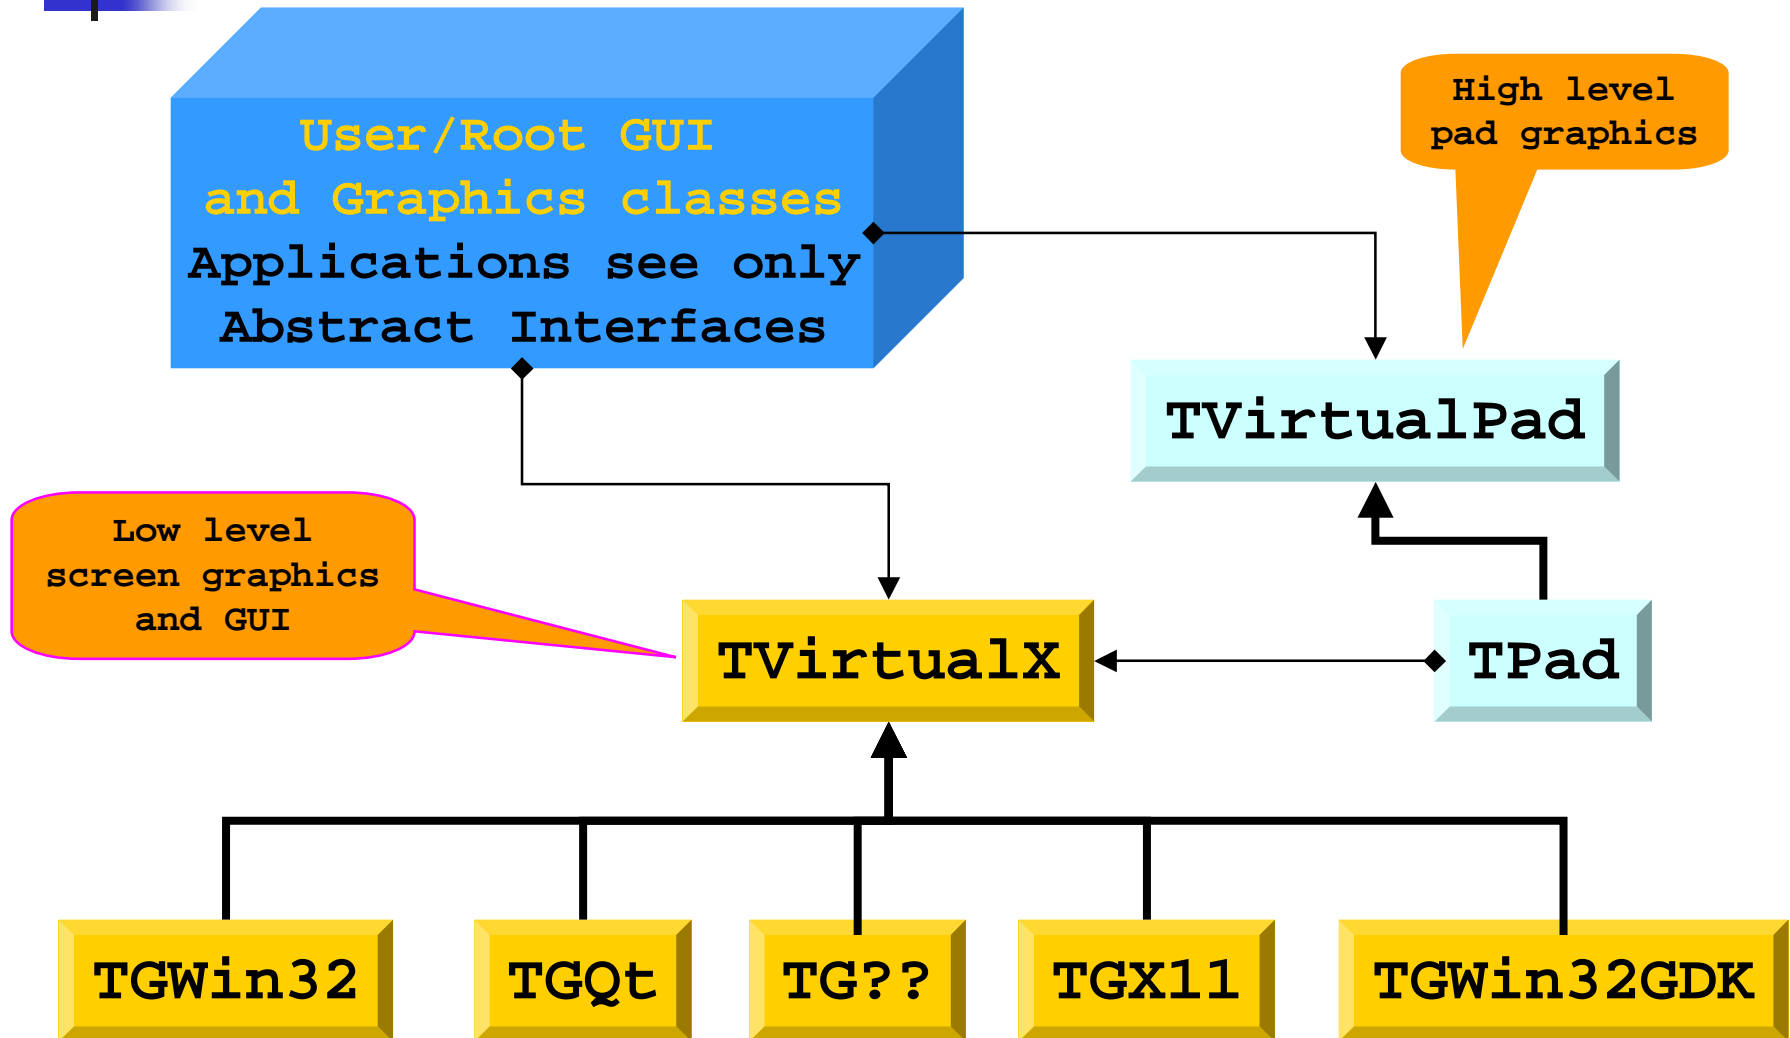 User/Root GUI
and Graphics classes
Applications see only
Abstract Interfaces
High level
pad graphics
TVirtualPad
Low level
screen graphics
and GUI
TVirtualX
TPad
TGWin32
TGQt
TG??
TGX11
TGWin32GDK